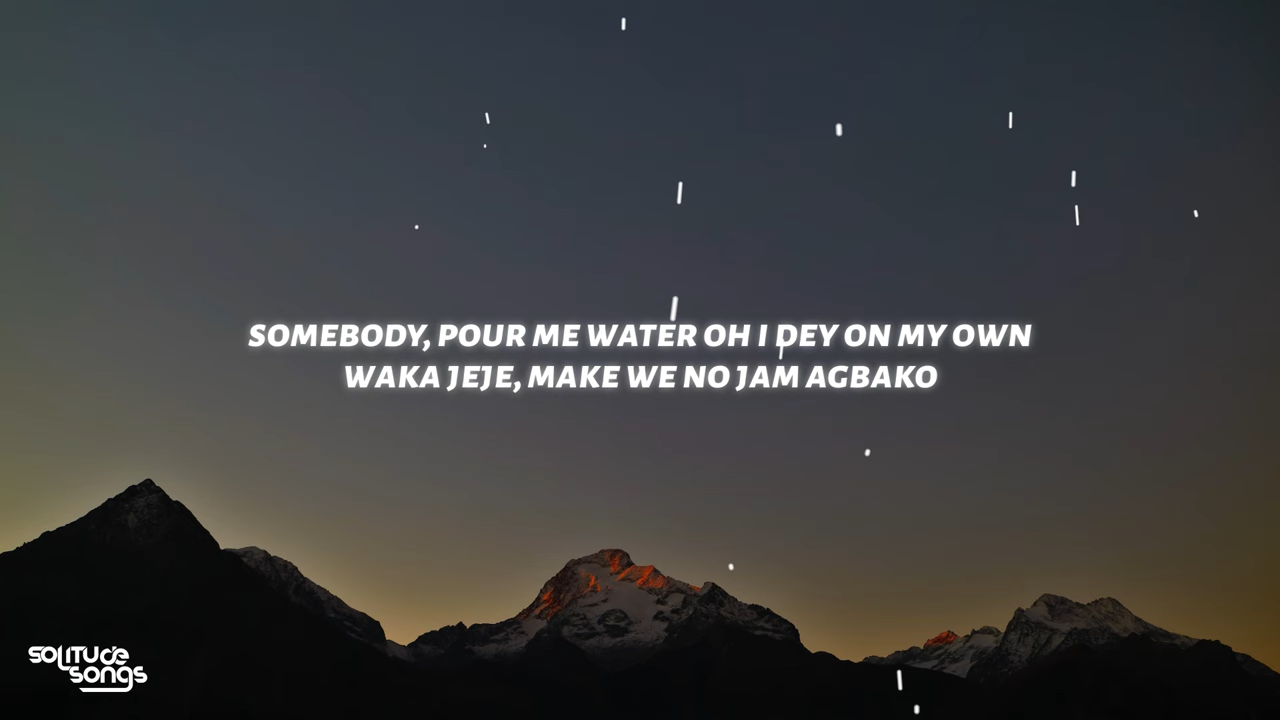 SOMEBODY, POUR ME WATER OH I DEY ON MY OWN
WAKA JEJE, MAKE WE NO JAM AGBAKO
solitude
songs